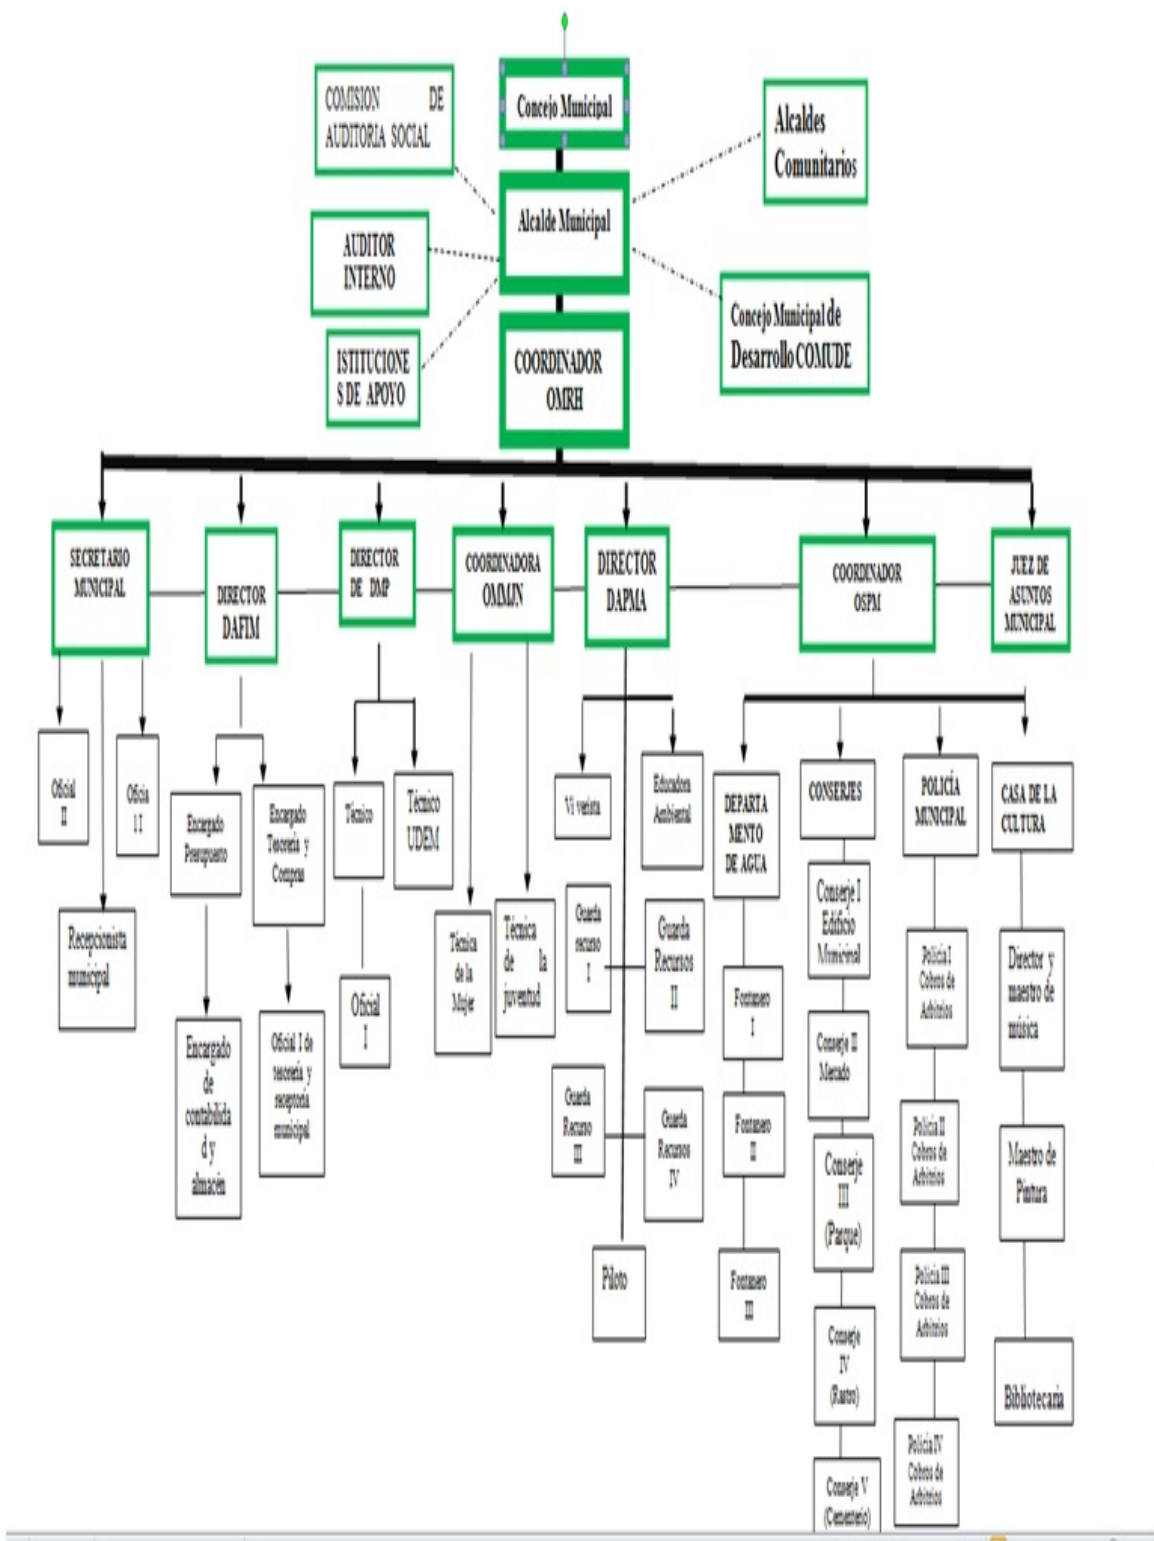 Concejo Municipal
COMISION DE
AUDITORIA SOCIAL
Alcaldes
Comunitarios
Alcalde Municipal
AUDITOR
INTERNO
Concejo Municipal de
Desarrollo COMUDE
ISTITUCIONE
S DE APOYO
COORDINADOR
OMRH
SECRETARIO
MUNICIPAL
DIRECTOR
DAFIM
DIRECTOR
DE DMP
COORDINADORA
OMMJN
DIRECTOR
DAPMA
COORDINADOR
OSPM
JUEZ DE
ASUNTOS
MUNICIPAL
Oficial
II
Oficia
l I
Recepcionista
municipal
Encargado
Presupuesto
Encargado
Tesorería y
Compras
Encargado
de
contabilida
d y
almacén
Oficial I de
tesorería y
receptoría
municipal
Técnico
Técnico
UDEM
Oficial
I
Técnica
de la
Mujer
Técnica
de la
juventud
Vi verista
Educadora
Ambiental
Guarda
recurso
I
Guarda
Recursos
II
Guarda
Recurso
III
Guarda
Recursos
IV
Piloto
DEPARTA
MENTO
DE AGUA
Fontanero
I
Fontanero
II
Fontanero
III
CONSERJES
Conserje I
Edificio
Municipal
Conserje II
Mercado
Conserje
III
(Parque)
Conserje
IV
(Rastro)
Conserje V
(Cementerio)
POLICÍA
MUNICIPAL
Policía I
Cobros de
Arbitrios
Policía II
Cobros de
Arbitrios
Policía III
Cobros de
Arbitrios
Policía IV
Cobros de
Arbitrios
CASA DE LA
CULTURA
Director y
maestro de
música
Maestro de
Pintura
Bibliotecaria